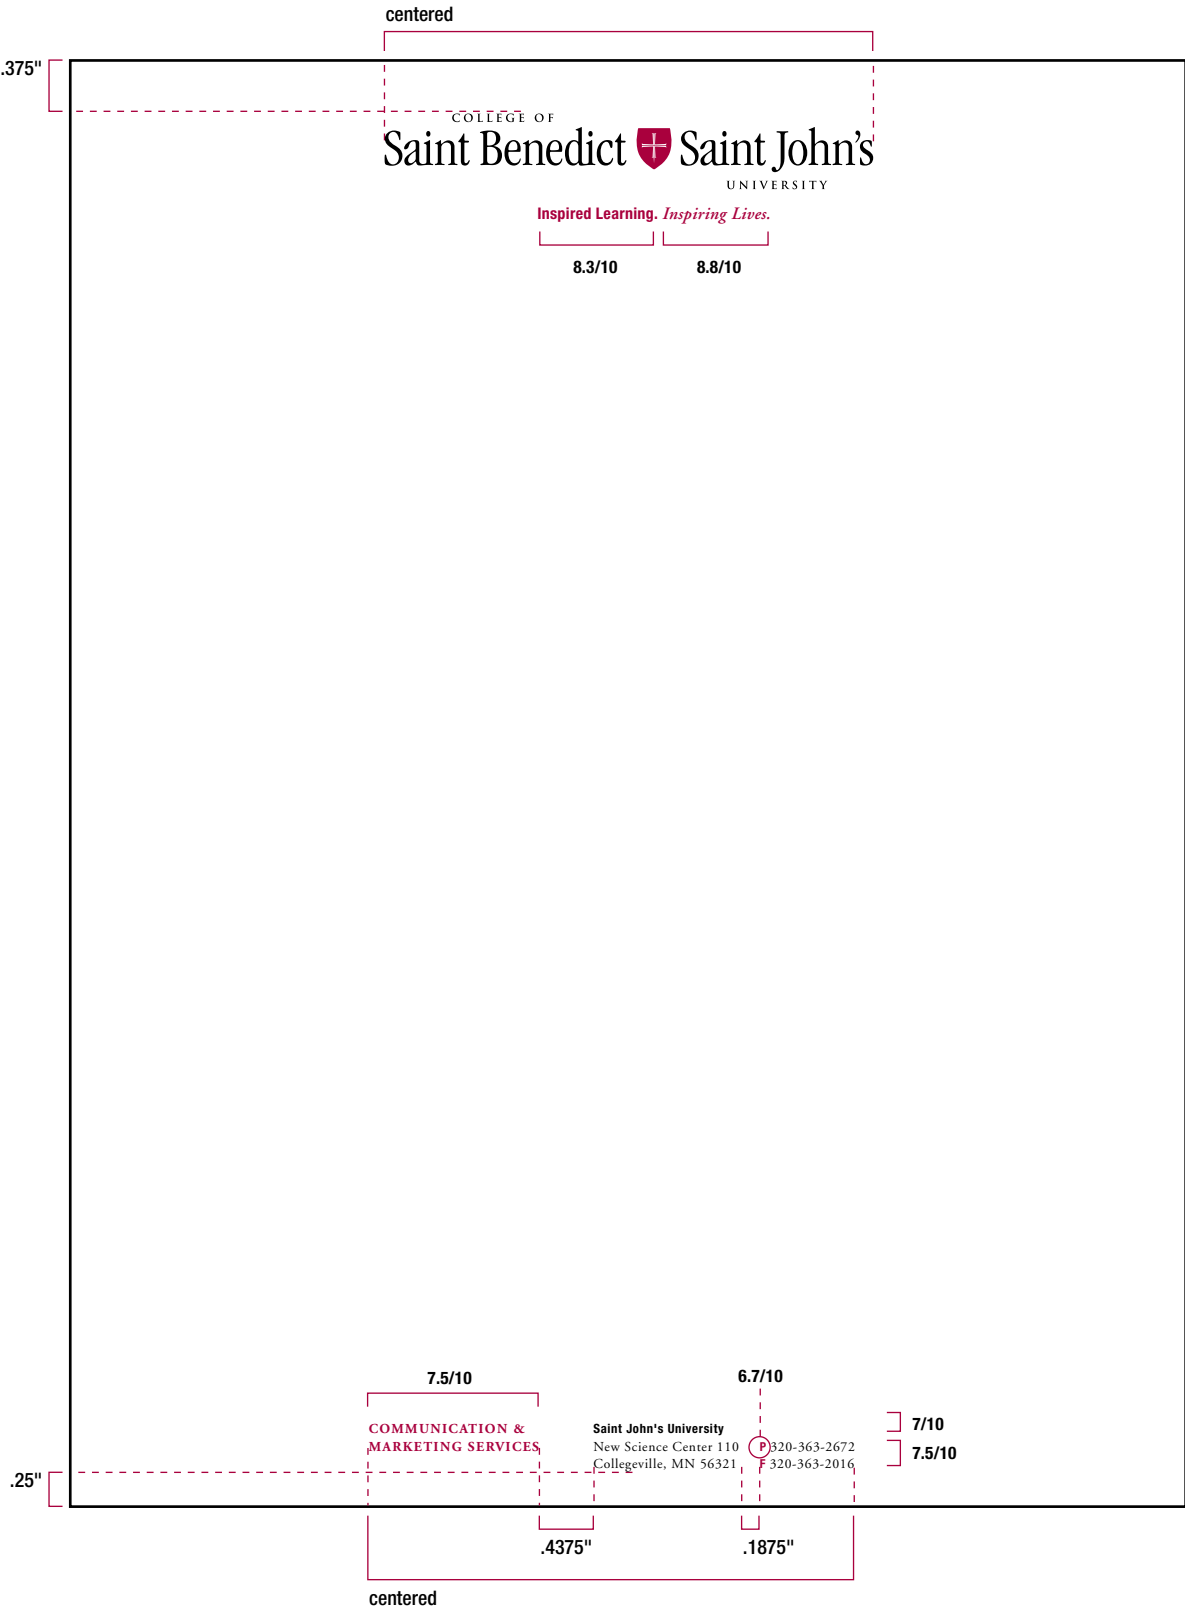 centered
.375"
COLLEGE OF
Saint Benedict Saint John's
UNIVERSITY
Inspired Learning. Inspiring Lives.
8.3/10 8.8/10
7.5/10 6.7/10
COMMUNICATION &
MARKETING SERVICES
Saint John's University
New Science Center 110 P 320-363-2672
Collegeville, MN 56321 F 320-363-2016
7/10
7.5/10
.25"
.4375" .1875"
centered